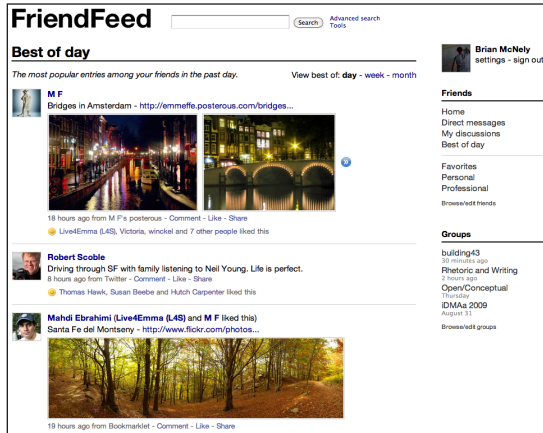 FriendFeed
Search
Advanced search
Tools
Best of day
The most popular entries among your friends in the past day.
View best of: day - week - month
M F
Bridges in Amsterdam - http://emmeffe.posterous.com/bridges...
18 hours ago from M F's posterous - Comment - Like - Share
Live4Emma (L4S), Victoria, winckel and 7 other people liked this
Robert Scoble
Driving through SF with family listening to Neil Young. Life is perfect.
8 hours ago from Twitter - Comment - Like - Share
Thomas Hawk, Susan Beebe and Hutch Carpenter liked this
Mahdi Ebrahimi (Live4Emma (L4S) and M F liked this)
Santa Fe del Montseny - http://www.flickr.com/photos...
19 hours ago from Bookmarklet - Comment - Like - Share
Brian McNely
settings - sign out
Friends
Home
Direct messages
My discussions
Best of day
Favorites
Personal
Professional
Browse/edit friends
Groups
building43
30 minutes ago
Rhetoric and Writing
2 hours ago
Open/Conceptual
Thursday
iDMAa 2009
August 31
Browse/edit groups